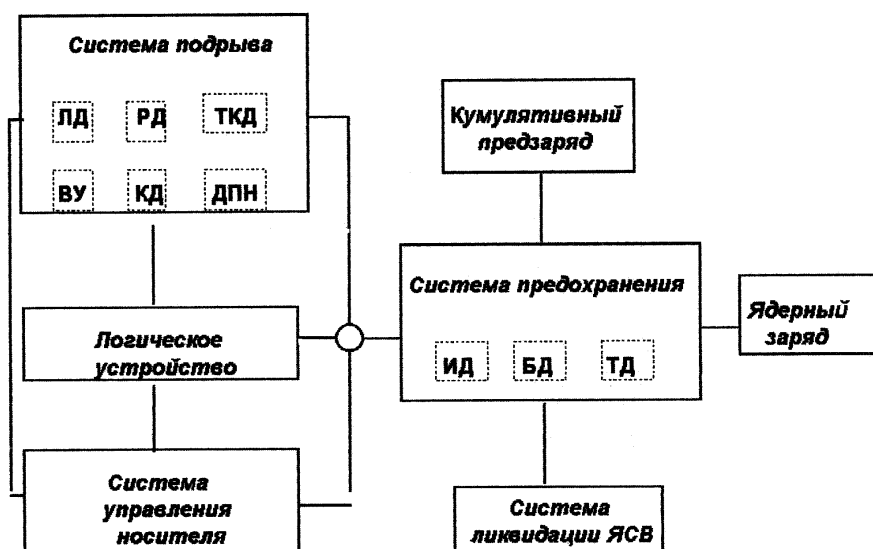 Система подрыва
ЛД РД ТКД
ВУ КД ДПН
Логическое
устройство
Система
управления
носителя
Кумулятивный
предзаряд
Система предохранения
ИД БД ТД
Ядерный
заряд
Система
ликвидации ЯСВ